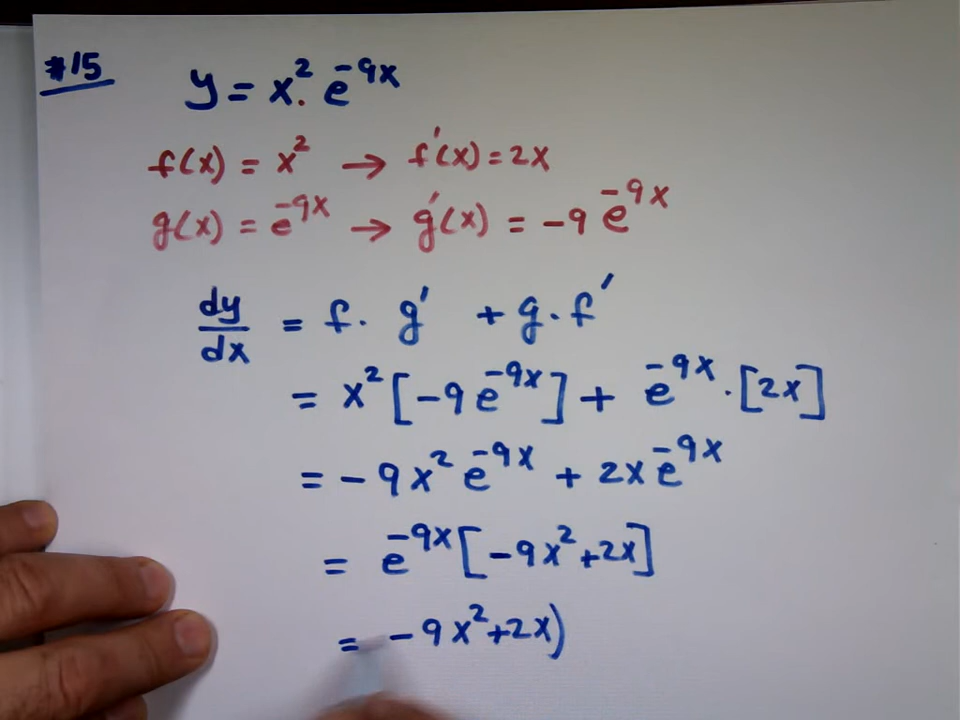 #15
y = x². e⁻⁹ˣ
f(x) = x² → f'(x) = 2x
g(x) = e⁻⁹ˣ → g'(x) = -9 e⁻⁹ˣ
dy/dx = f. g' + g. f'
= x² [-9 e⁻⁹ˣ] + e⁻⁹ˣ . [2x]
= -9x² e⁻⁹ˣ + 2x e⁻⁹ˣ
= e⁻⁹ˣ [-9x² + 2x]
= -9x² + 2x)